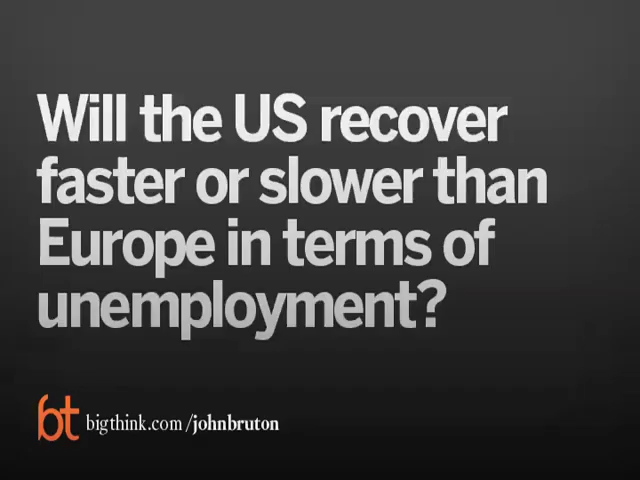 Will the US recover
faster or slower than
Europe in terms of
unemployment?
bt bigthink.com/johnbruton